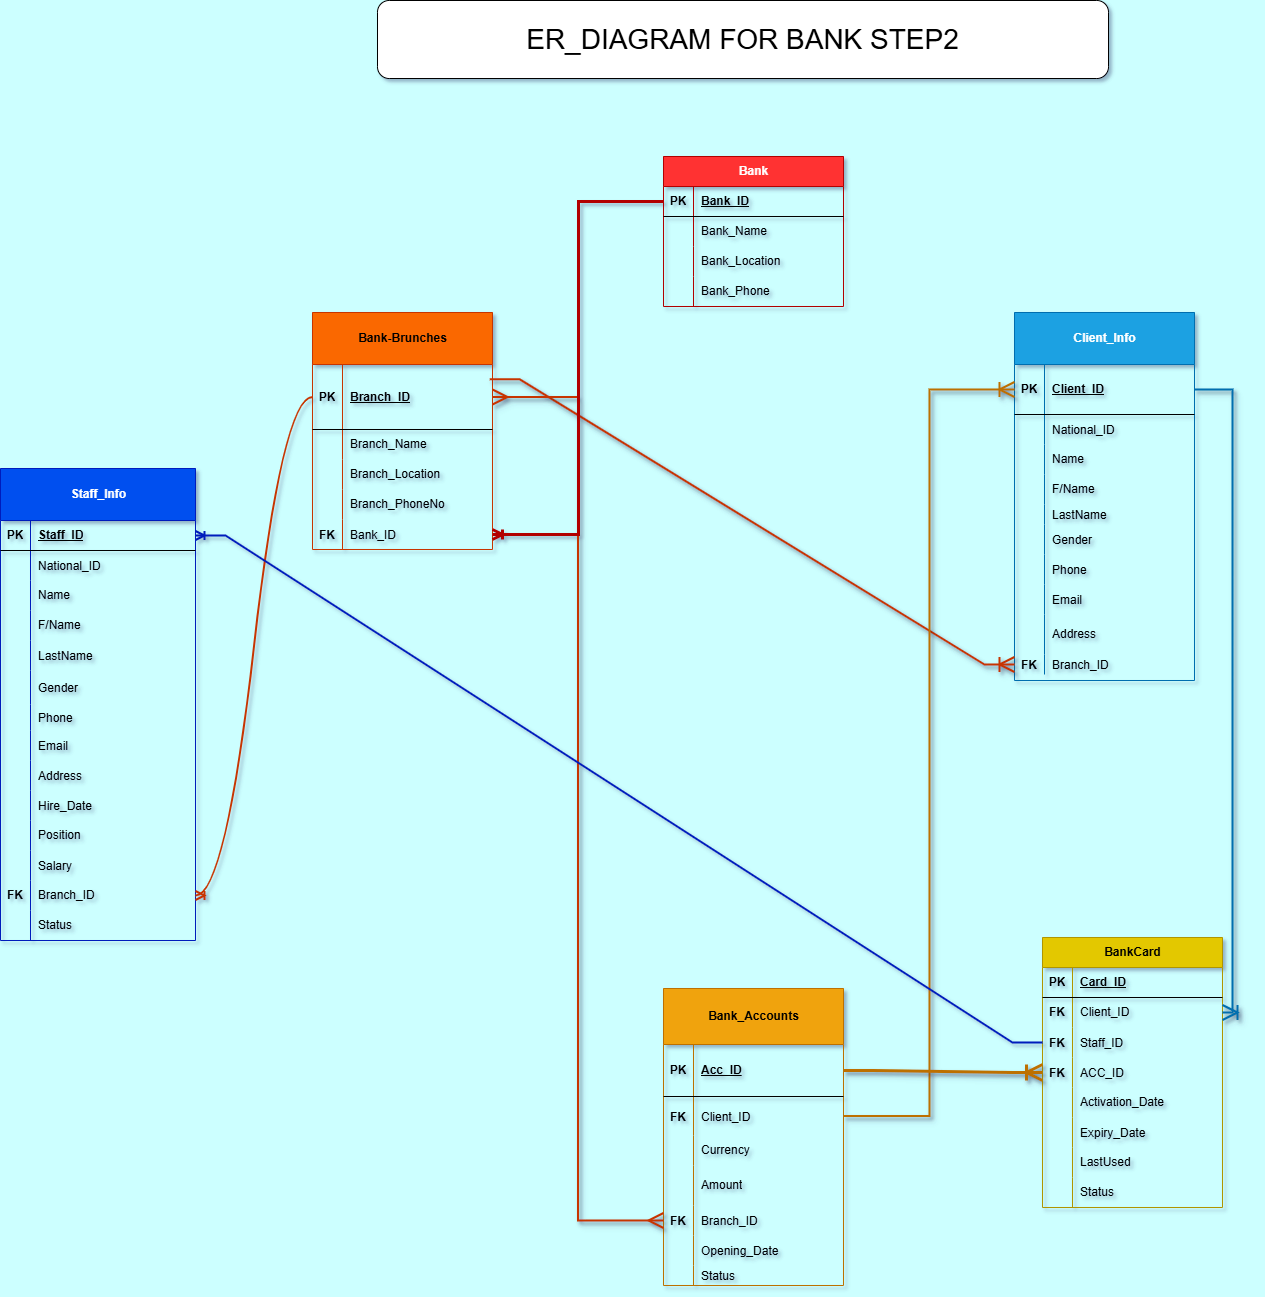 ER_DIAGRAM FOR BANK STEP2
Bank
PK Bank_ID
Bank_Name
Bank_Location
Bank_Phone
Bank-Brunches
PK Branch_ID
Branch_Name
Branch_Location
Branch_PhoneNo
FK Bank_ID
Client_Info
PK Client_ID
National_ID
Name
F/Name
LastName
Gender
Phone
Email
Address
FK Branch_ID
Staff_Info
PK Staff_ID
National_ID
Name
F/Name
LastName
Gender
Phone
Email
Address
Hire_Date
Position
Salary
FK Branch_ID
Status
Bank_Accounts
PK Acc_ID
FK Client_ID
Currency
Amount
FK Branch_ID
Opening_Date
Status
BankCard
PK Card_ID
FK Client_ID
FK Staff_ID
FK ACC_ID
Activation_Date
Expiry_Date
LastUsed
Status